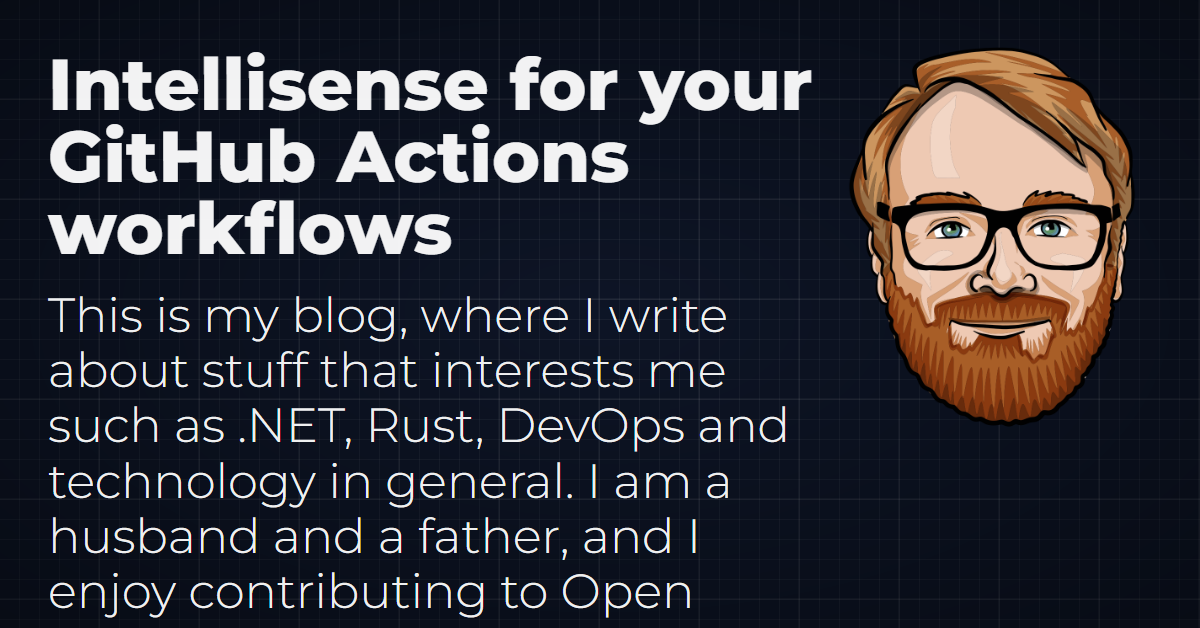 Intellisense for your
GitHub Actions
workflows
This is my blog, where I write
about stuff that interests me
such as .NET, Rust, DevOps and
technology in general. I am a
husband and a father, and I
enjoy contributing to Open